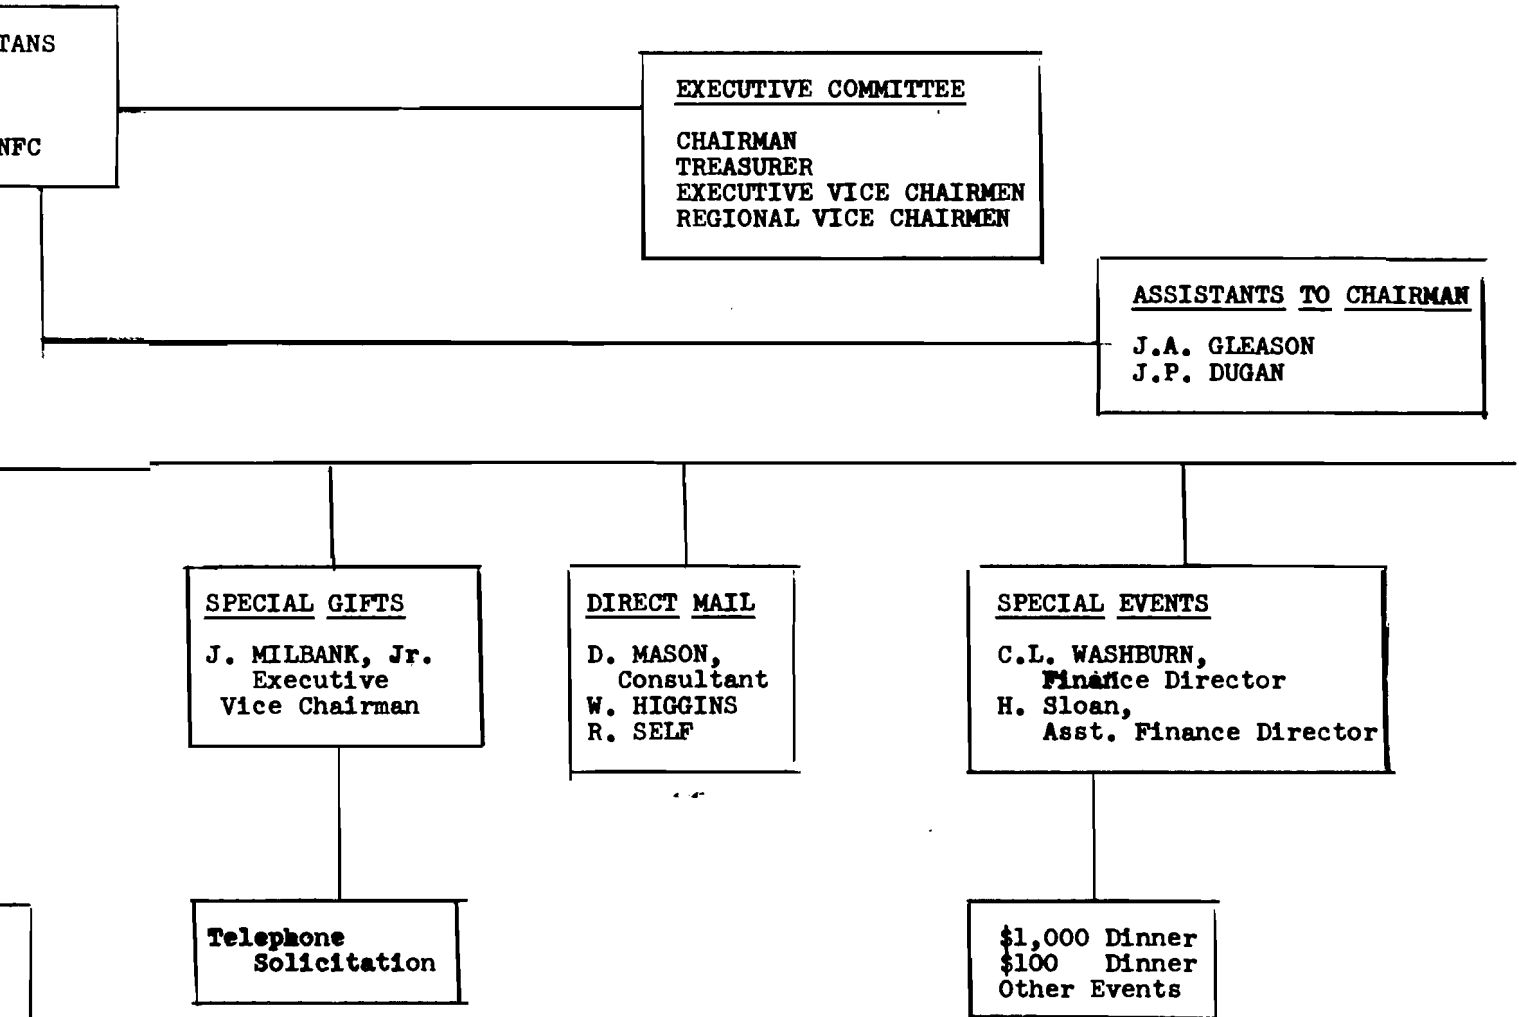 TANS
NFC
EXECUTIVE COMMITTEE
CHAIRMAN
TREASURER
EXECUTIVE VICE CHAIRMEN
REGIONAL VICE CHAIRMEN
ASSISTANTS TO CHAIRMAN
J.A. GLEASON
J.P. DUGAN
SPECIAL GIFTS
J. MILBANK, Jr.
Executive
Vice Chairman
DIRECT MAIL
D. MASON,
Consultant
W. HIGGINS
R. SELF
SPECIAL EVENTS
C.L. WASHBURN,
Finance Director
H. Sloan,
Asst. Finance Director
Telephone
Solicitation
$1,000 Dinner
$100 Dinner
Other Events